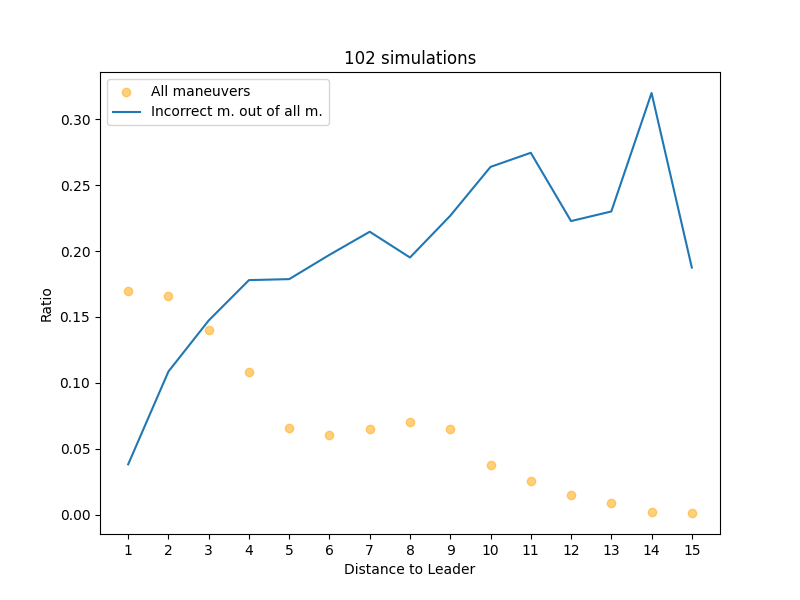 102 simulations
All maneuvers
Incorrect m. out of all m.
0.30
0.25
0.20
0.15
0.10
0.05
0.00
Ratio
1 2 3 4 5 6 7 8 9 10 11 12 13 14 15
Distance to Leader